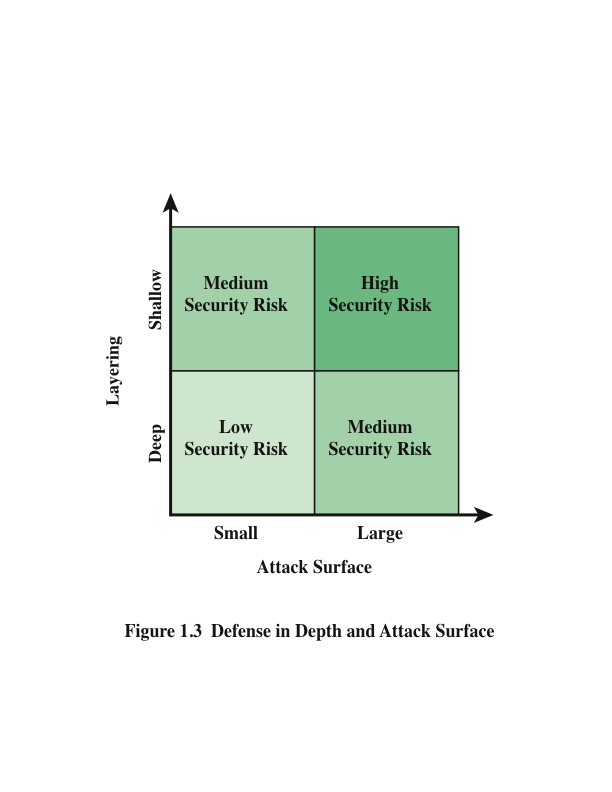 Layering
Shallow
Deep
Medium
Security Risk
High
Security Risk
Low
Security Risk
Medium
Security Risk
Small
Large
Attack Surface
Figure 1.3  Defense in Depth and Attack Surface